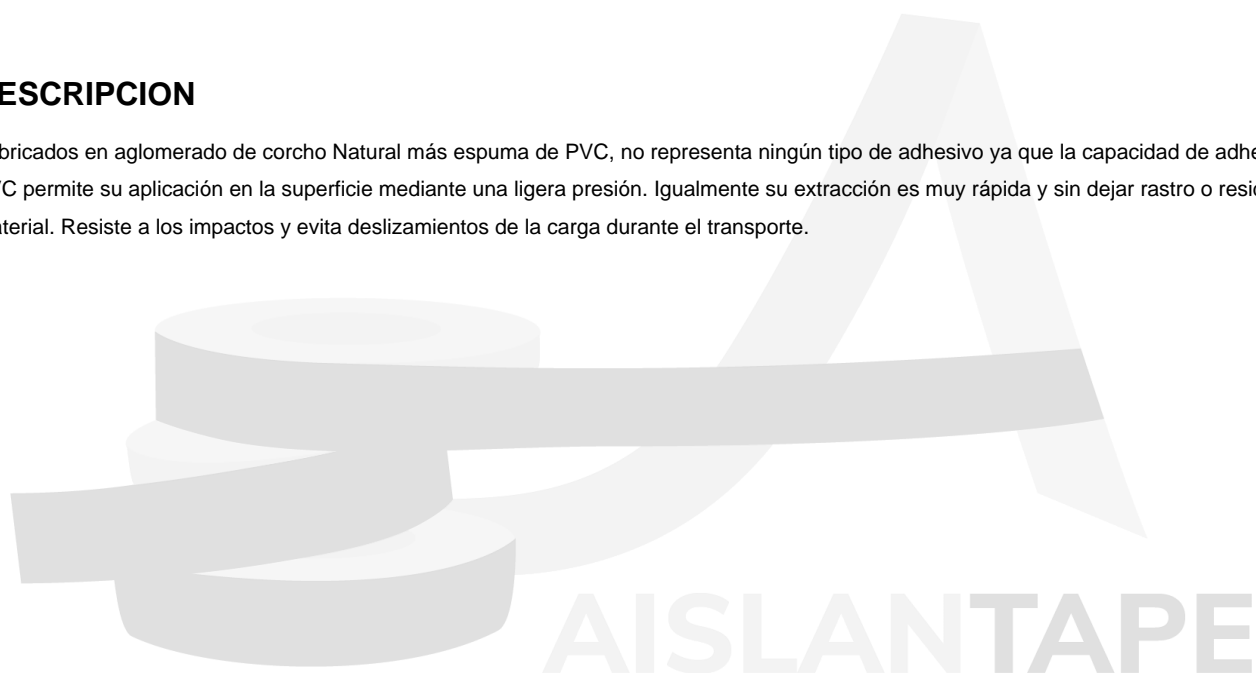 ESCRIPCION
bricados en aglomerado de corcho Natural más espuma de PVC, no representa ningún tipo de adhesivo ya que la capacidad de adhe
C permite su aplicación en la superficie mediante una ligera presión. Igualmente su extracción es muy rápida y sin dejar rastro o resi
aterial. Resiste a los impactos y evita deslizamientos de la carga durante el transporte.
AISLANTAPE